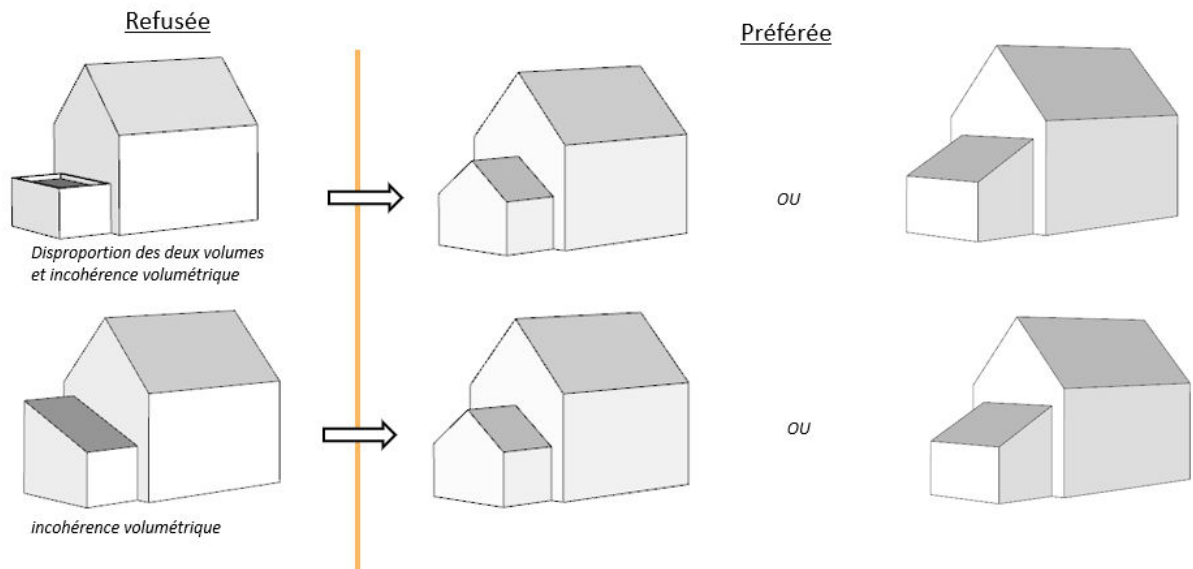 Refusée
Préférée
OU
Disproportion des deux volumes
et incohérence volumétrique
OU
incohérence volumétrique